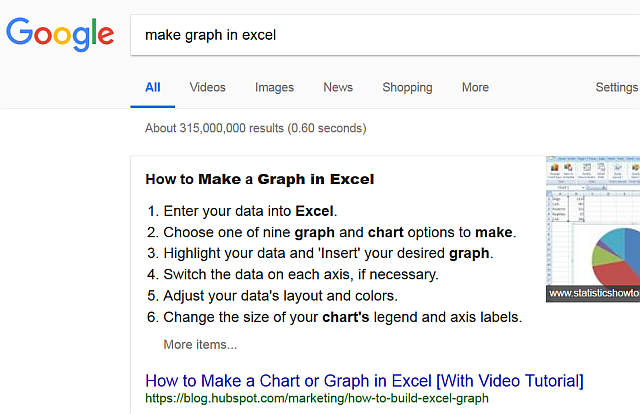 Google
make graph in excel
All Videos Images News Shopping More Settings
About 315,000,000 results (0.60 seconds)
How to Make a Graph in Excel
1. Enter your data into Excel.
2. Choose one of nine graph and chart options to make.
3. Highlight your data and 'Insert' your desired graph.
4. Switch the data on each axis, if necessary.
5. Adjust your data's layout and colors.
6. Change the size of your chart's legend and axis labels.
More items...
www.statisticshowto
How to Make a Chart or Graph in Excel [With Video Tutorial]
https://blog.hubspot.com/marketing/how-to-build-excel-graph